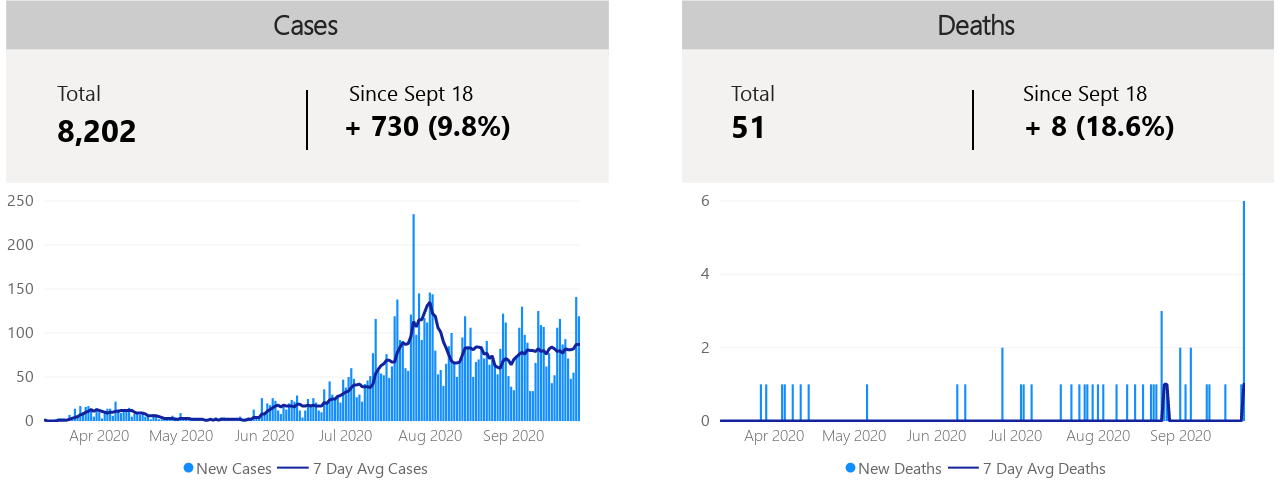 Cases
Total
Since Sept 18
8,202
+ 730 (9.8%)
250
200
150
100
50
0
Apr 2020 May 2020 Jun 2020 Jul 2020 Aug 2020 Sep 2020
New Cases 7 Day Avg Cases
Deaths
Total
Since Sept 18
51
+ 8 (18.6%)
6
4
2
0
Apr 2020 May 2020 Jun 2020 Jul 2020 Aug 2020 Sep 2020
New Deaths 7 Day Avg Deaths